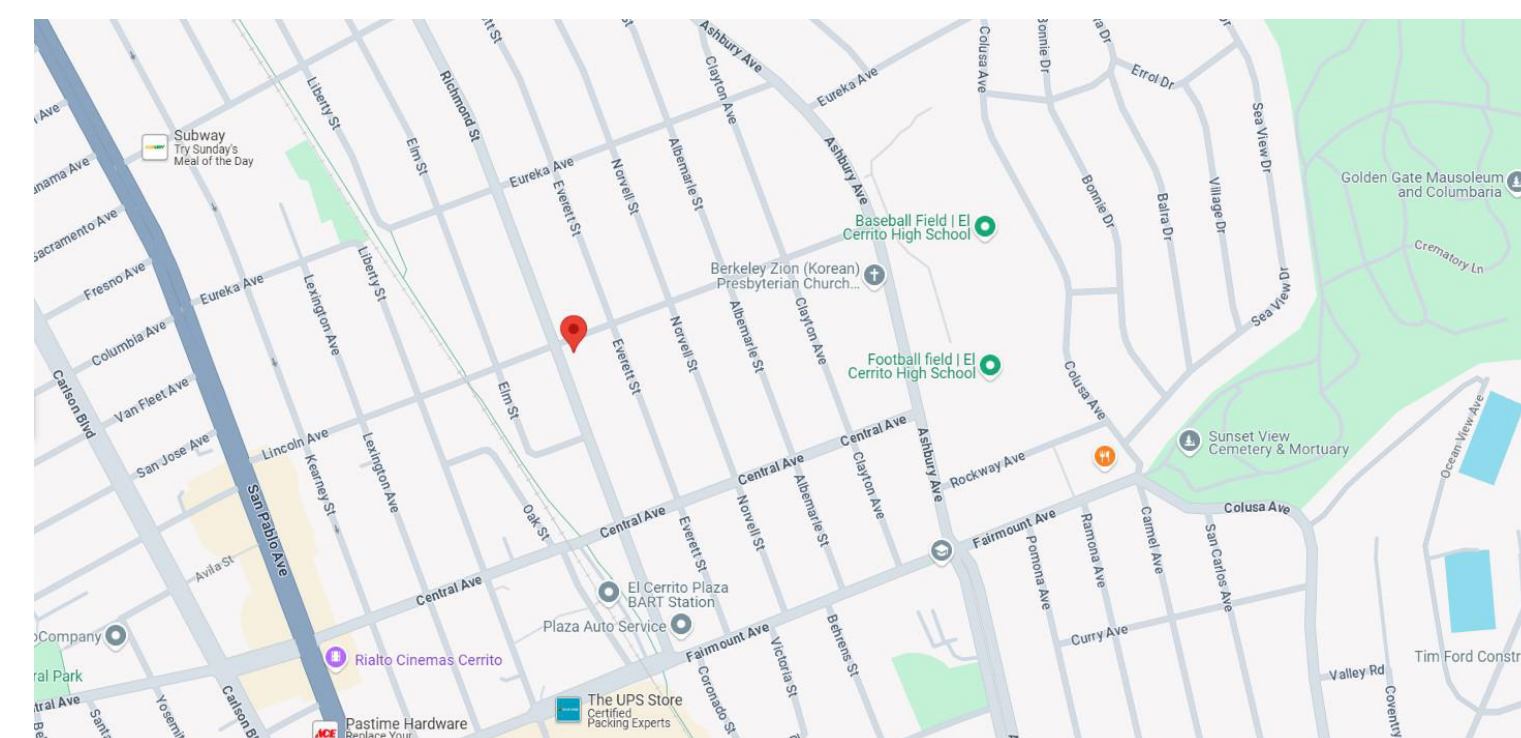 Ashbury Ave
Clayton Ave
Colusa Ave
Bonnie Dr
Errol Dr
Eureka Ave
Richmond St
Liberty St
Sea View Dr
Subway
Try Sunday's
Meal of the Day
Elm St
Albemarle St
Ashbury Ave
Eureka Ave
Everett St
Norvell St
Bonnie Dr
Balra Dr
Village Dr
Golden Gate Mausoleum
and Columbaria
Sacramento Ave
Baseball Field | El
Cerrito High School
Crematory Ln
Fresno Ave
Eureka Ave
Lexington Ave
Liberty St
Berkeley Zion (Korean)
Presbyterian Church...
Sea View Dr
Columbia Ave
Everett St
Norvell St
Albemarle St
Clayton Ave
Football field | El
Cerrito High School
Colusa Ave
Carlson Blvd
Van Fleet Ave
Elm St
San Jose Ave
Lincoln Ave
Lexington Ave
Kearney St
Central Ave
Ashbury Ave
Sunset View
Cemetery & Mortuary
Ocean View Ave
Central Ave
Rockway Ave
San Pablo Ave
Oak St
Central Ave
Everett St
Norvell St
Albemarle St
Clayton Ave
Colusa Ave
Fairmount Ave
Pomona Ave
Ramona Ave
Carmel Ave
San Carlos Ave
Avila St
Central Ave
El Cerrito Plaza
BART Station
Plaza Auto Service
Fairmount Ave
Victoria St
Behrens St
Curry Ave
Rialto Cinemas Cerrito
Tim Ford Constr
Valley Rd
Coventry
Coronado St
Carlson B
The UPS Store
Certified
Packing Experts
ACE
Pastime Hardware
Replace Your